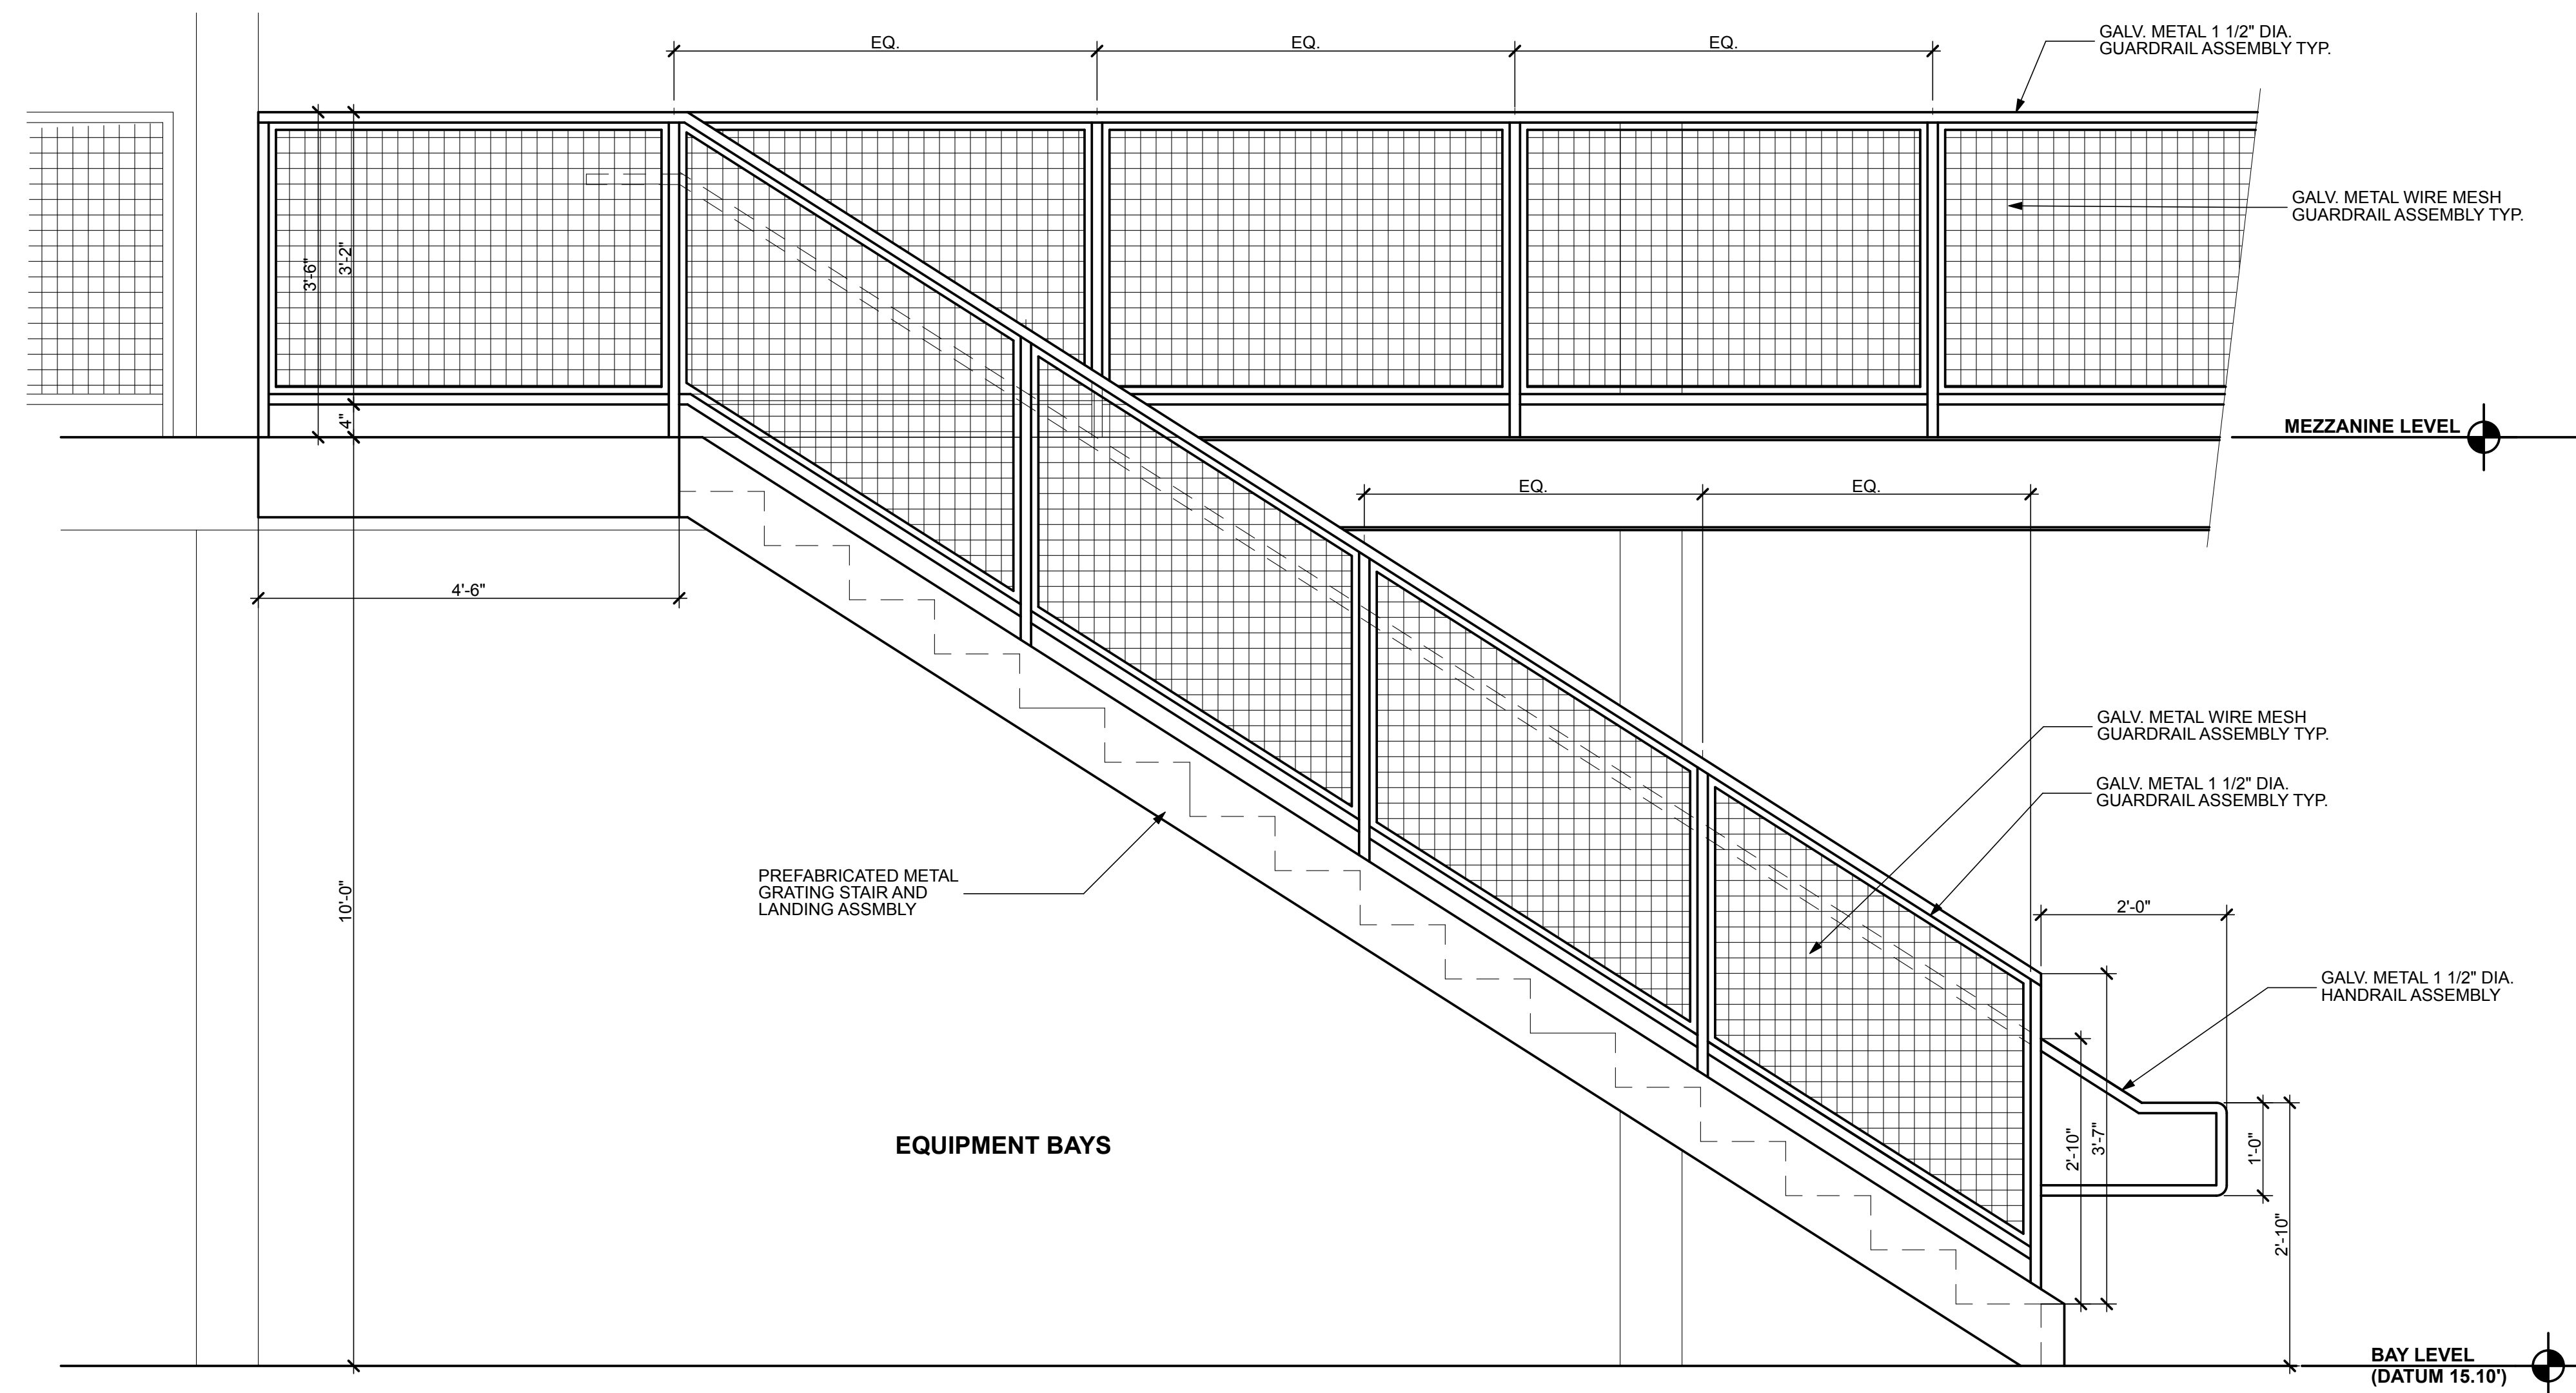 EQ.
EQ.
EQ.
GALV. METAL 1 1/2" DIA.
GUARDRAIL ASSEMBLY TYP.
GALV. METAL WIRE MESH
GUARDRAIL ASSEMBLY TYP.
3'-6"
3'-2"
4"
MEZZANINE LEVEL
EQ.
EQ.
4'-6"
GALV. METAL WIRE MESH
GUARDRAIL ASSEMBLY TYP.
GALV. METAL 1 1/2" DIA.
GUARDRAIL ASSEMBLY TYP.
PREFABRICATED METAL
GRATING STAIR AND
LANDING ASSMBLY
10'-0"
2'-0"
GALV. METAL 1 1/2" DIA.
HANDRAIL ASSEMBLY
EQUIPMENT BAYS
2'-10"
3'-7"
1'-0"
2'-10"
BAY LEVEL
(DATUM 15.10')